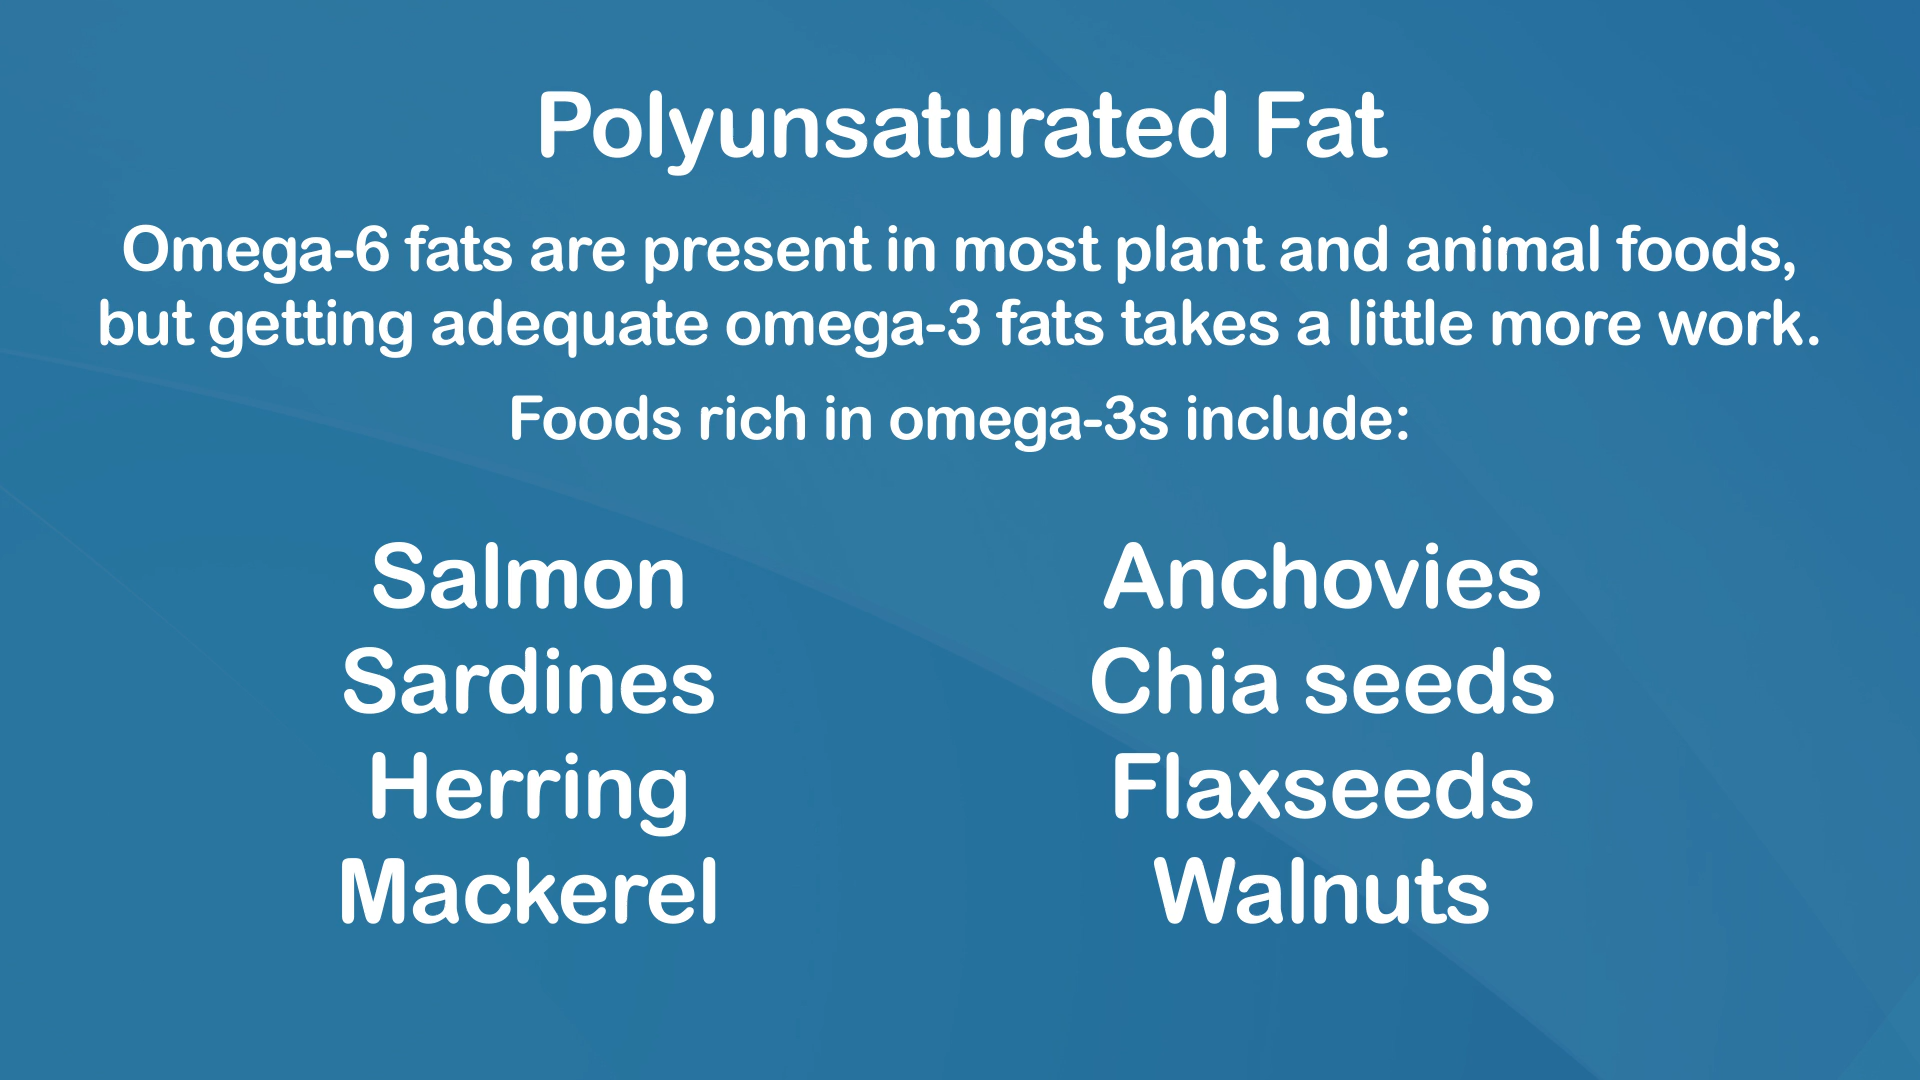 Polyunsaturated Fat
Omega-6 fats are present in most plant and animal foods,
but getting adequate omega-3 fats takes a little more work.
Foods rich in omega-3s include:
Salmon
Sardines
Herring
Mackerel
Anchovies
Chia seeds
Flaxseeds
Walnuts